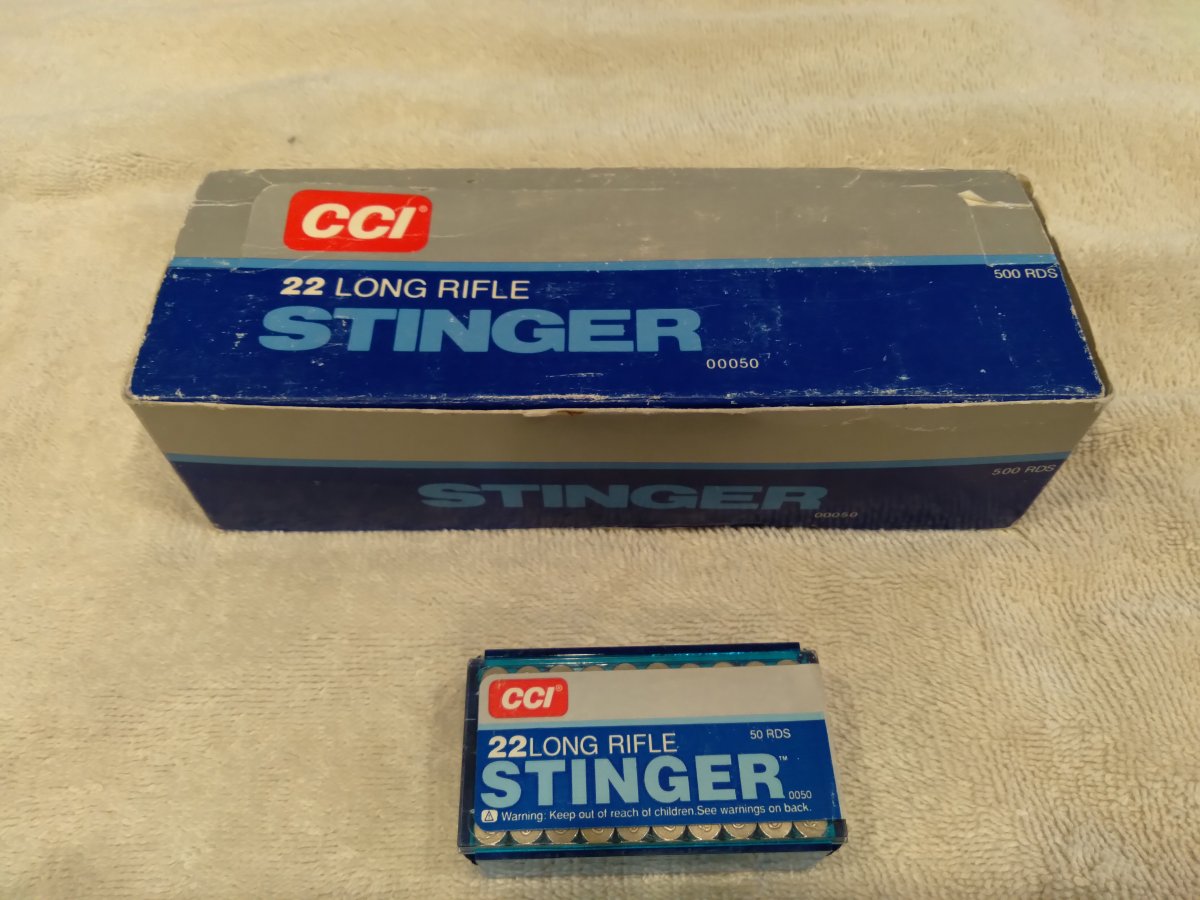 CCI®
22 LONG RIFLE
500 RDS
STINGER
00050
500 RDS
STINGER
00050
CCI®
22LONG RIFLE
50 RDS
STINGER™
0050
⚠ Warning: Keep out of reach of children.See warnings on back.